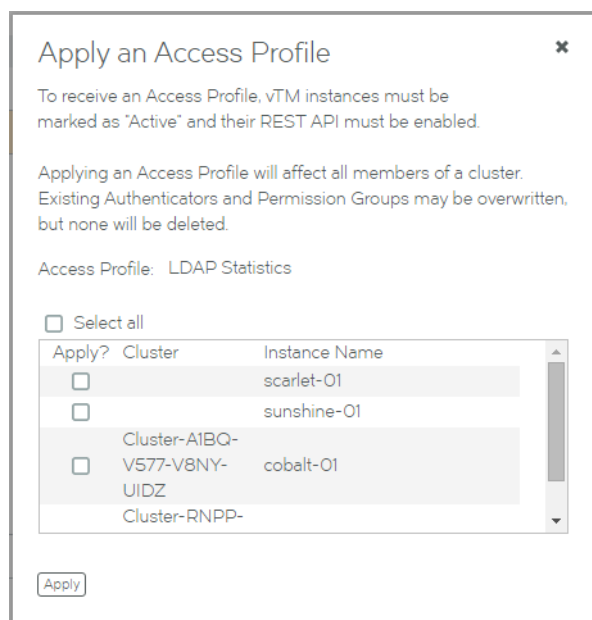 Apply an Access Profile
To receive an Access Profile, vTM instances must be
marked as "Active" and their REST API must be enabled.
Applying an Access Profile will affect all members of a cluster.
Existing Authenticators and Permission Groups may be overwritten,
but none will be deleted.
Access Profile: LDAP Statistics
Select all
Apply? Cluster Instance Name
scarlet-01
sunshine-01
Cluster-A1BQ-
V577-V8NY- cobalt-01
UIDZ
Cluster-RNPP-
Apply